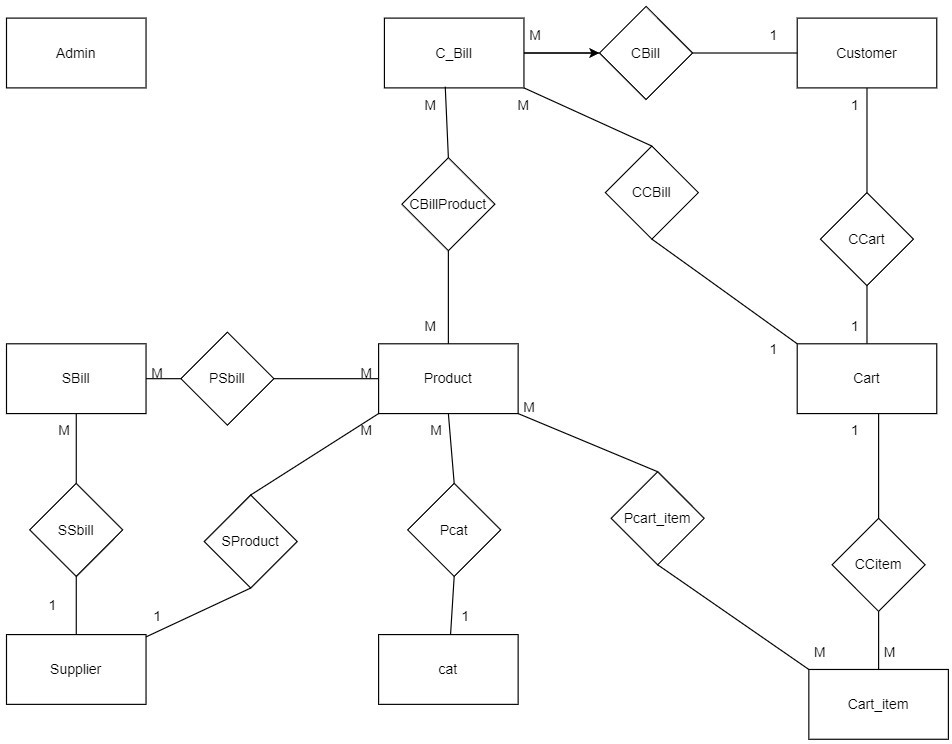 Admin
C_Bill
M
CBill
1
Customer
M
M
1
CBillProduct
CCBill
CCart
M
1
1
SBill
M
PSbill
M
Product
Cart
M
M
M
M
1
SSbill
SProduct
Pcat
Pcart_item
CCitem
1
1
1
M
M
Supplier
cat
Cart_item